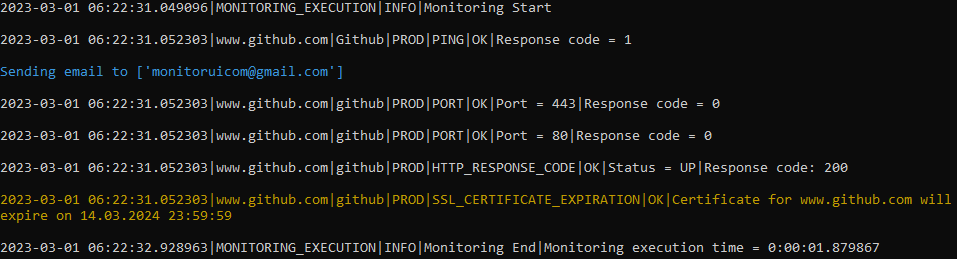 2023-03-01 06:22:31.049096|MONITORING_EXECUTION|INFO|Monitoring Start
2023-03-01 06:22:31.052303|www.github.com|Github|PROD|PING|OK|Response code = 1
Sending email to ['monitoruicom@gmail.com']
2023-03-01 06:22:31.052303|www.github.com|github|PROD|PORT|OK|Port = 443|Response code = 0
2023-03-01 06:22:31.052303|www.github.com|github|PROD|PORT|OK|Port = 80|Response code = 0
2023-03-01 06:22:31.052303|www.github.com|github|PROD|HTTP_RESPONSE_CODE|OK|Status = UP|Response code: 200
2023-03-01 06:22:31.052303|www.github.com|github|PROD|SSL_CERTIFICATE_EXPIRATION|OK|Certificate for www.github.com will
expire on 14.03.2024 23:59:59
2023-03-01 06:22:32.928963|MONITORING_EXECUTION|INFO|Monitoring End|Monitoring execution time = 0:00:01.879867